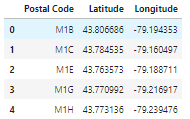 Postal Code Latitude Longitude
0 M1B 43.806686 -79.194353
1 M1C 43.784535 -79.160497
2 M1E 43.763573 -79.188711
3 M1G 43.770992 -79.216917
4 M1H 43.773136 -79.239476